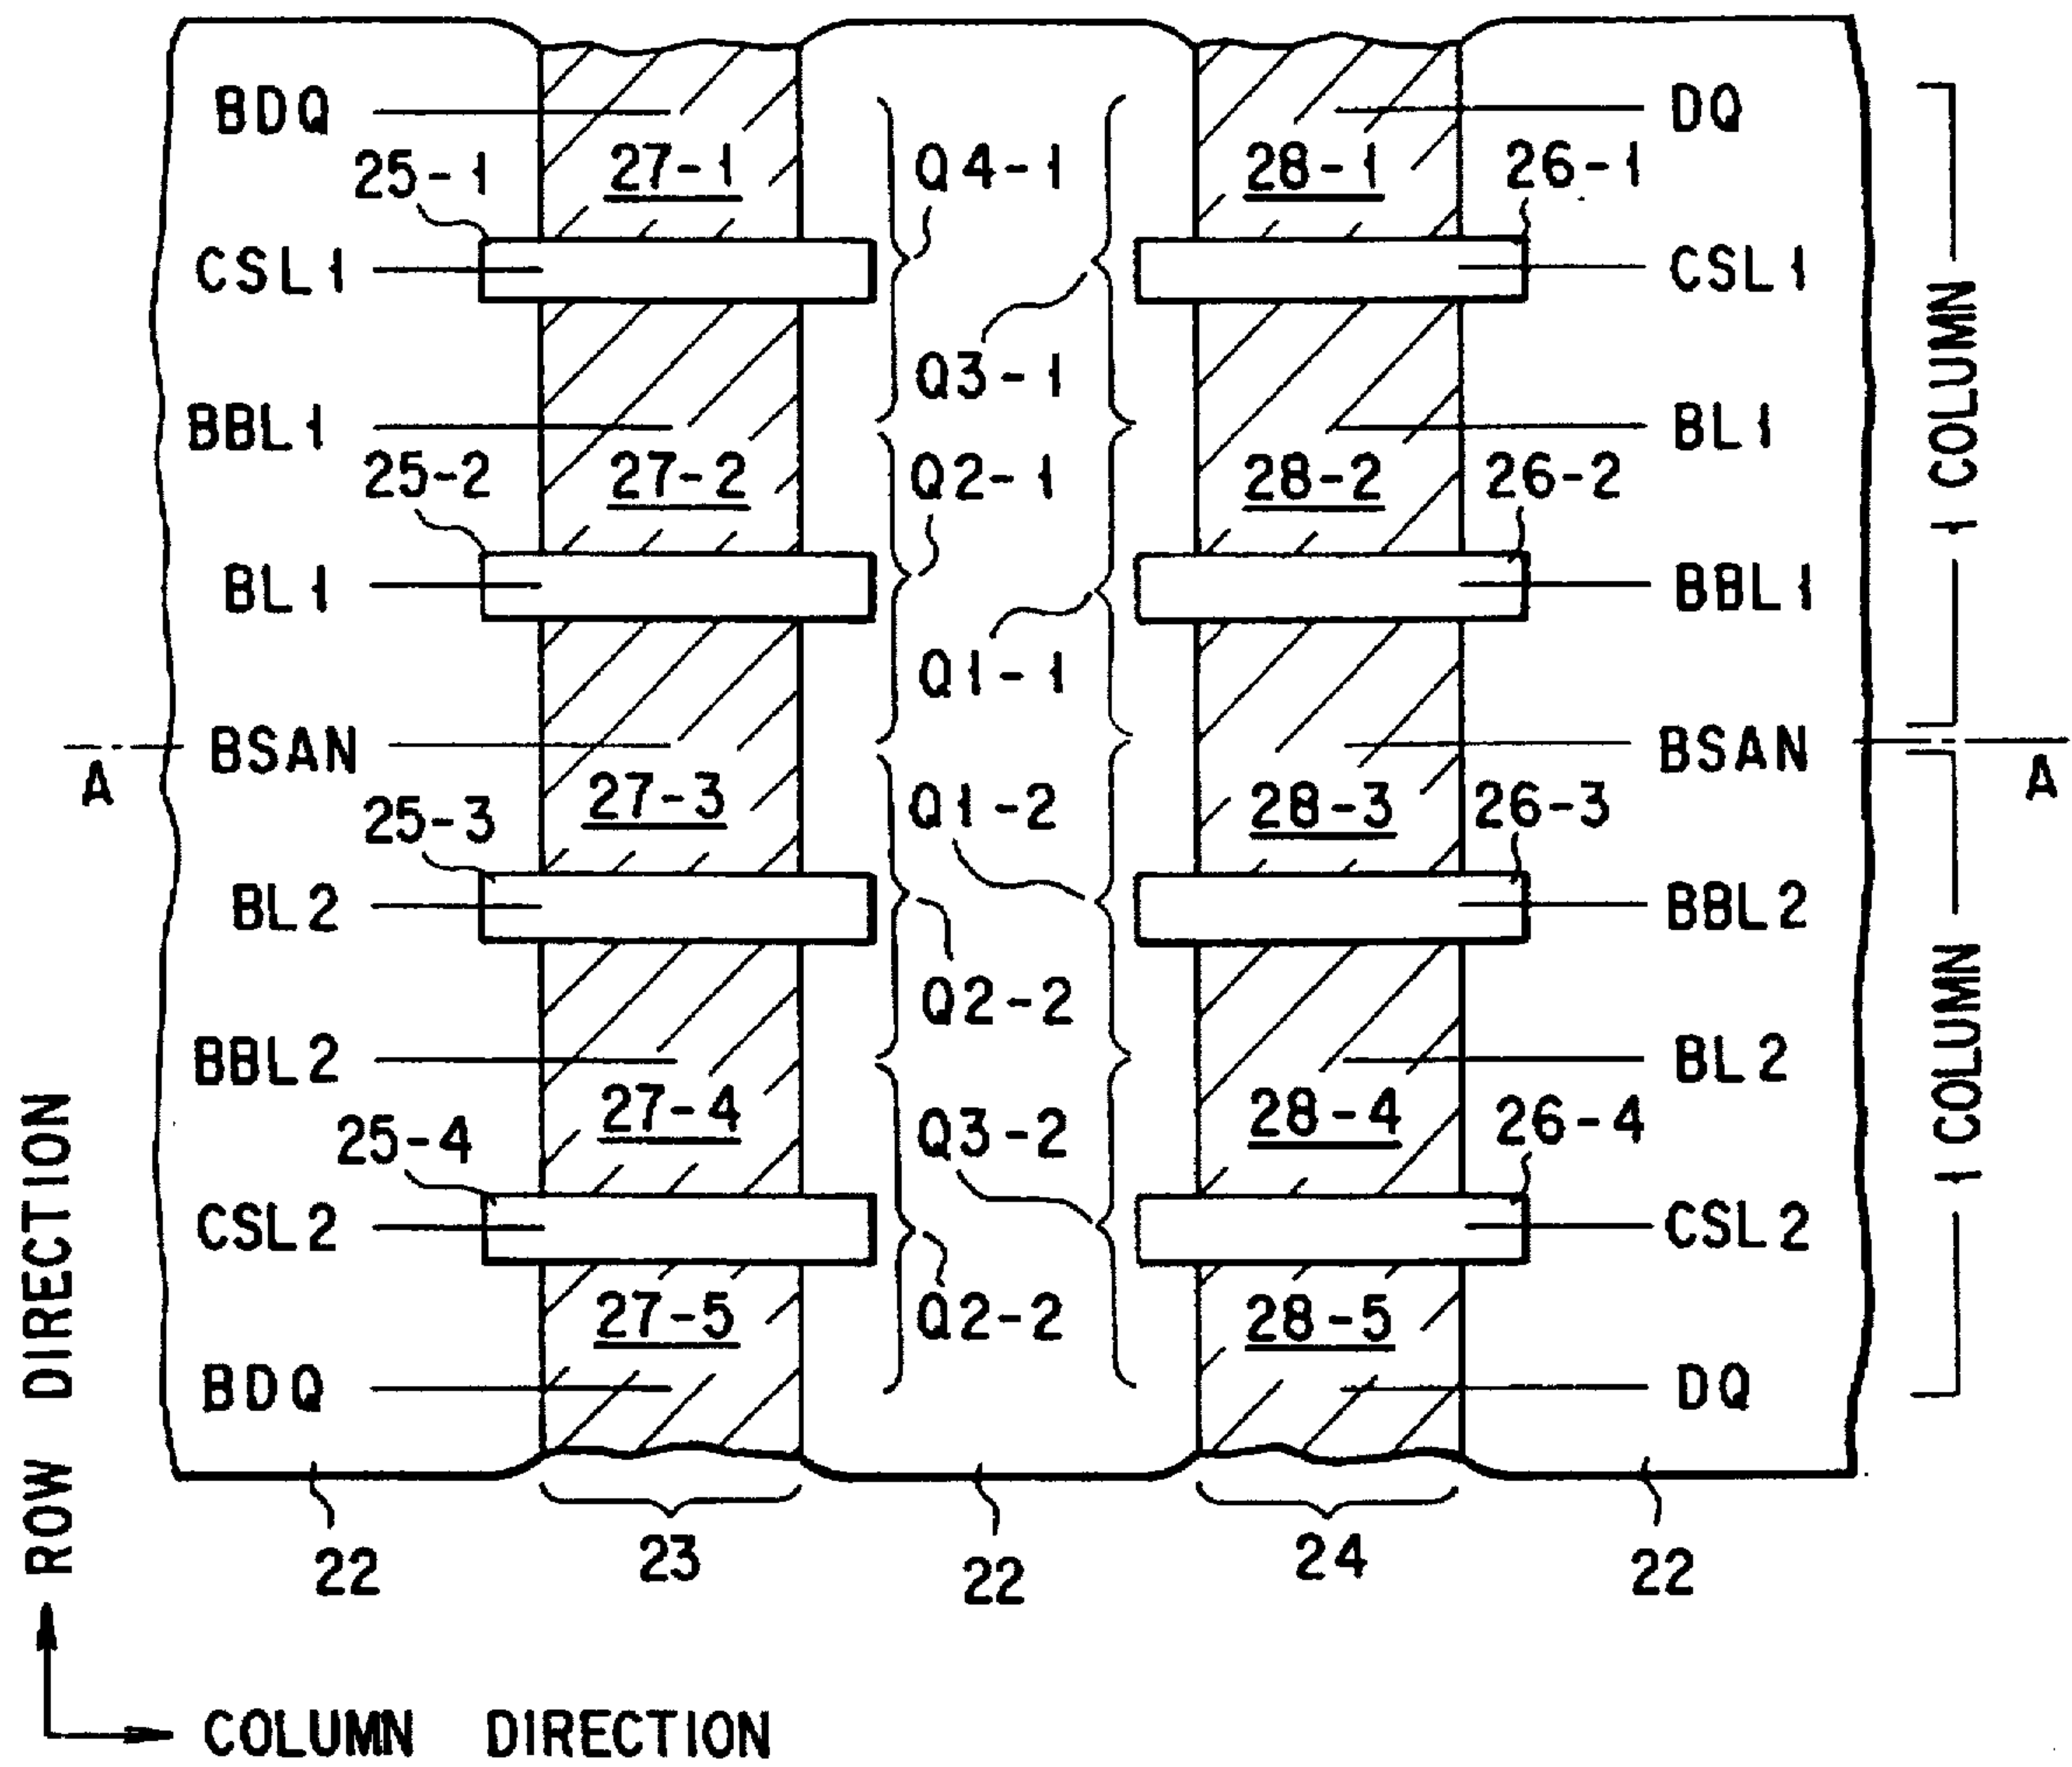 BDQ
DQ
25-1
27-1
Q4-1
28-1
26-1
CSL1
CSL1
Q3-1
BBL1
BL1
25-2
27-2
Q2-1
28-2
26-2
BL1
BBL1
Q1-1
1 COLUMN
BSAN
BSAN
A
A
25-3
27-3
Q1-2
28-3
26-3
BL2
BBL2
Q2-2
BBL2
BL2
25-4
27-4
Q3-2
28-4
26-4
1 COLUMN
CSL2
CSL2
27-5
Q2-2
28-5
BDQ
DQ
22
23
22
24
22
ROW DIRECTION
COLUMN DIRECTION